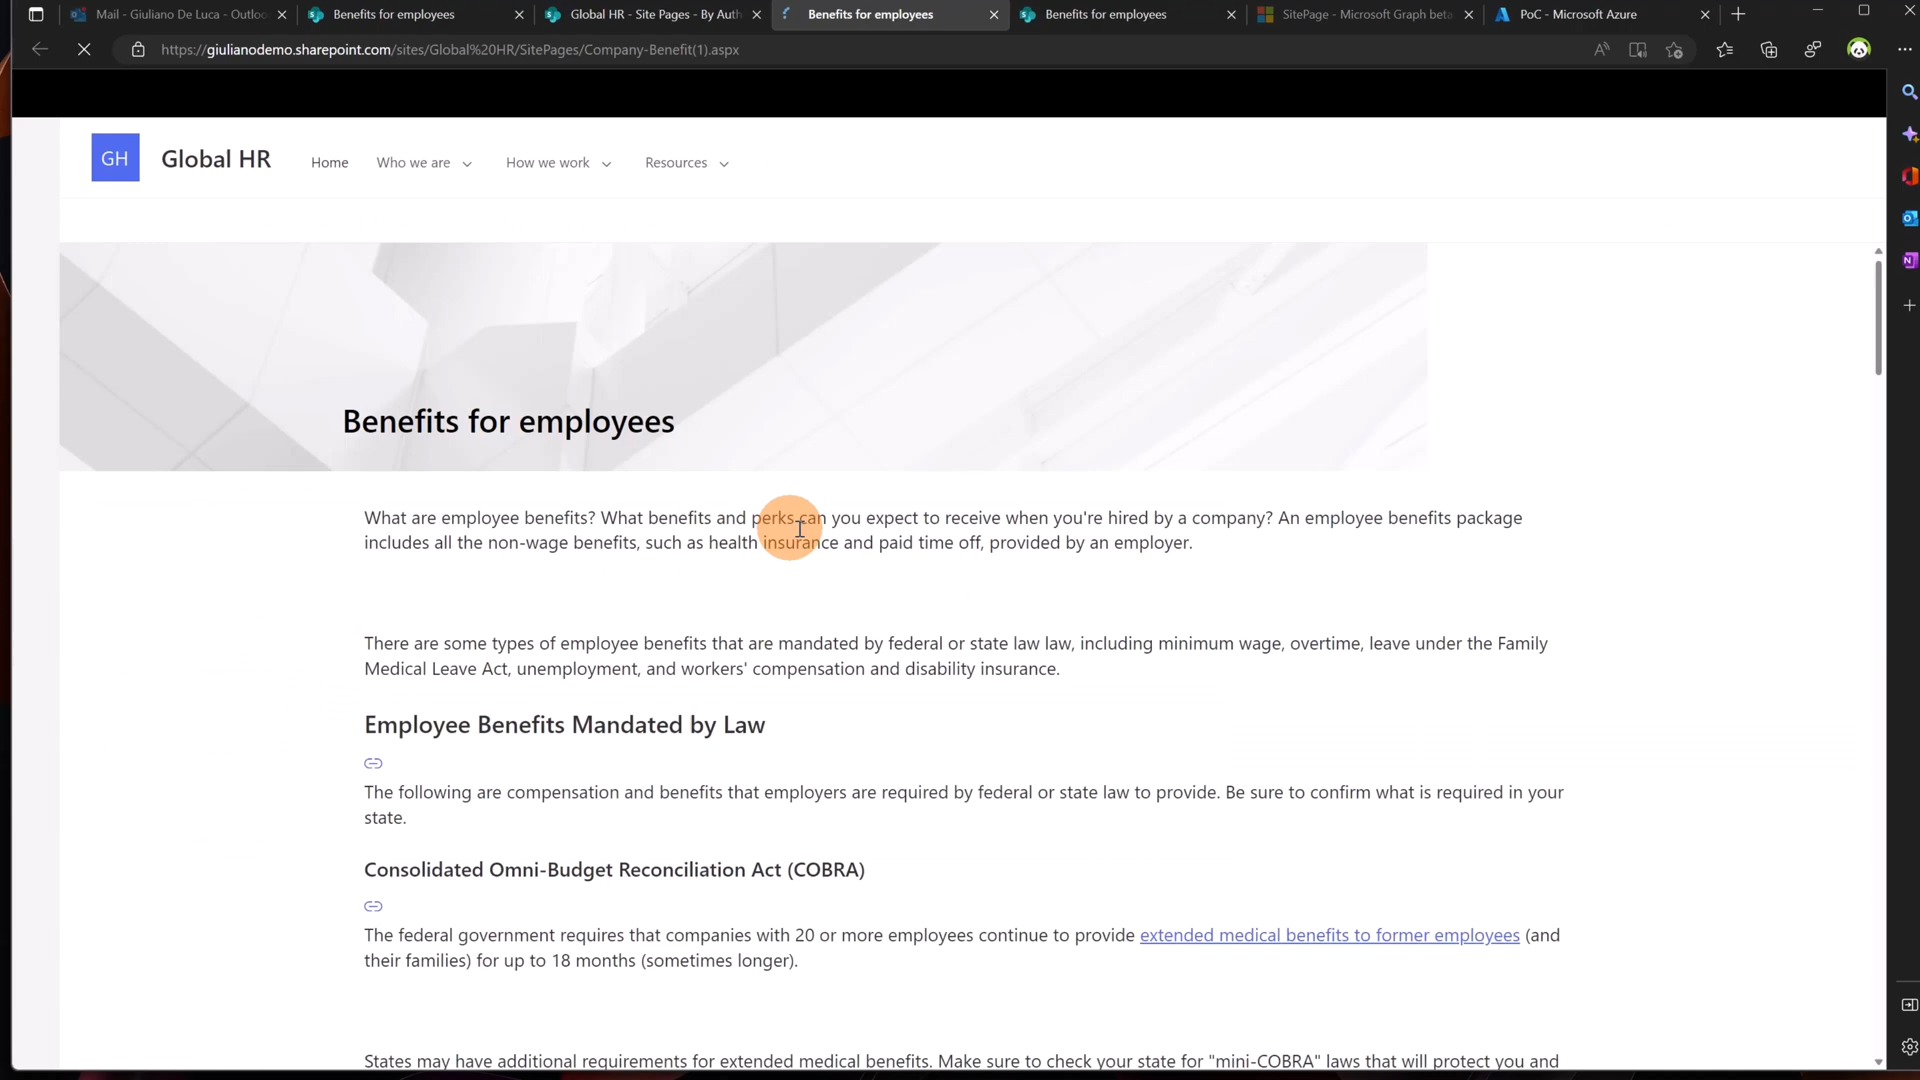 Mail - Giuliano De Luca - Outloo
Benefits for employees
Global HR - Site Pages - By Auth
Benefits for employees
Benefits for employees
SitePage - Microsoft Graph beta
PoC - Microsoft Azure
https://giulianodemo.sharepoint.com/sites/Global%20HR/SitePages/Company-Benefit(1).aspx
GH
Global HR
Home
Who we are
How we work
Resources
Benefits for employees
What are employee benefits? What benefits and perks can you expect to receive when you're hired by a company? An employee benefits package
includes all the non-wage benefits, such as health insurance and paid time off, provided by an employer.
There are some types of employee benefits that are mandated by federal or state law law, including minimum wage, overtime, leave under the Family
Medical Leave Act, unemployment, and workers' compensation and disability insurance.
Employee Benefits Mandated by Law
The following are compensation and benefits that employers are required by federal or state law to provide. Be sure to confirm what is required in your
state.
Consolidated Omni-Budget Reconciliation Act (COBRA)
The federal government requires that companies with 20 or more employees continue to provide extended medical benefits to former employees (and
their families) for up to 18 months (sometimes longer).
States may have additional requirements for extended medical benefits. Make sure to check your state for "mini-COBRA" laws that will protect you and